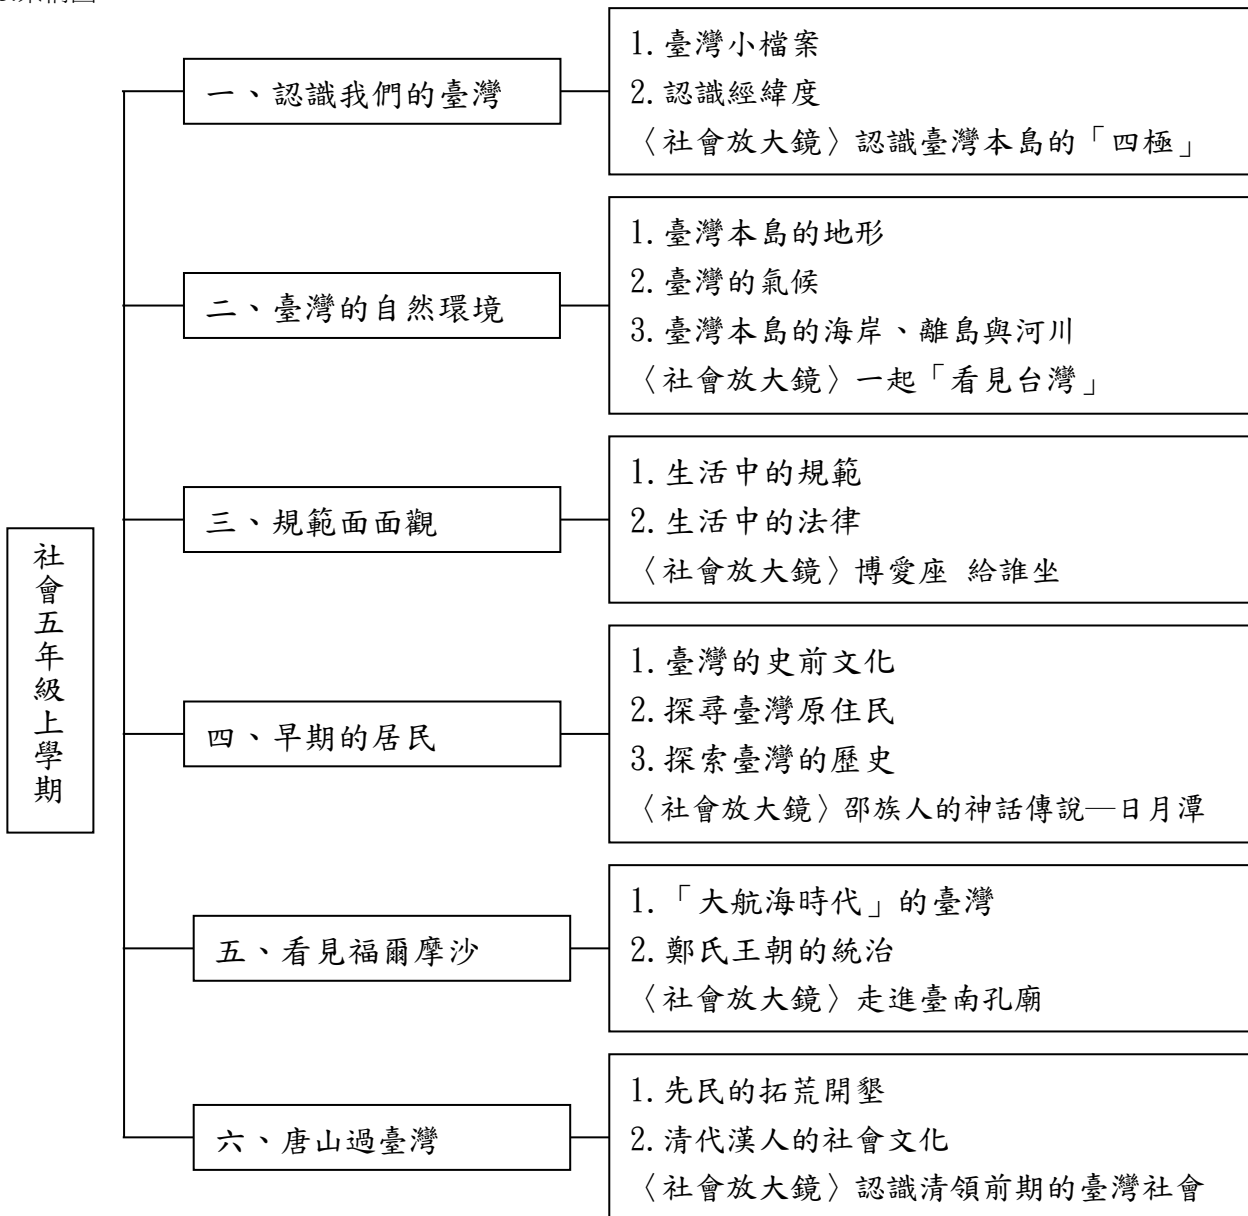 社會五年級上學期
一、認識我們的臺灣
1.臺灣小檔案
2.認識經緯度
〈社會放大鏡〉認識臺灣本島的「四極」
二、臺灣的自然環境
1.臺灣本島的地形
2.臺灣的氣候
3.臺灣本島的海岸、離島與河川
〈社會放大鏡〉一起「看見台灣」
三、規範面面觀
1.生活中的規範
2.生活中的法律
〈社會放大鏡〉博愛座 給誰坐
四、早期的居民
1.臺灣的史前文化
2.探尋臺灣原住民
3.探索臺灣的歷史
〈社會放大鏡〉邵族人的神話傳說─日月潭
五、看見福爾摩沙
1.「大航海時代」的臺灣
2.鄭氏王朝的統治
〈社會放大鏡〉走進臺南孔廟
六、唐山過臺灣
1.先民的拓荒開墾
2.清代漢人的社會文化
〈社會放大鏡〉認識清領前期的臺灣社會